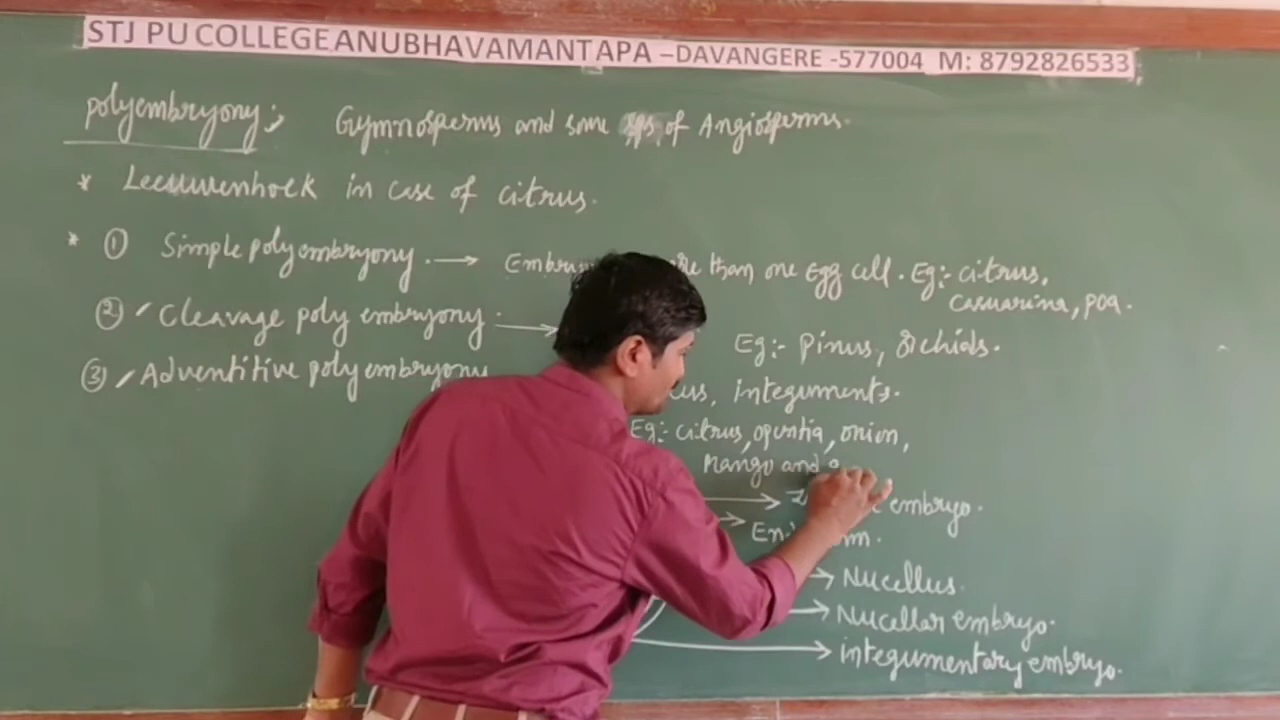 STJ PU COLLEGE ANUBHAVAMANTAPA –DAVANGERE -577004 M: 8792826533
polyembryony:- Gymnosperms and some sps of Angiosperms.
* Leeuwenhoek in case of citrus.
* ① Simple polyembryony. → than one Egg cell. Eg:- citrus,
casuarina, poa.
② Cleavage poly embryony. →
Eg:- Pinus, orchids.
③ Adventitive polyembryony
integuments.
Eg:- citrus, opuntia, onion,
Mango and
embryo.
Nucellus.
Nucellar embryo.
integumentary embryo.